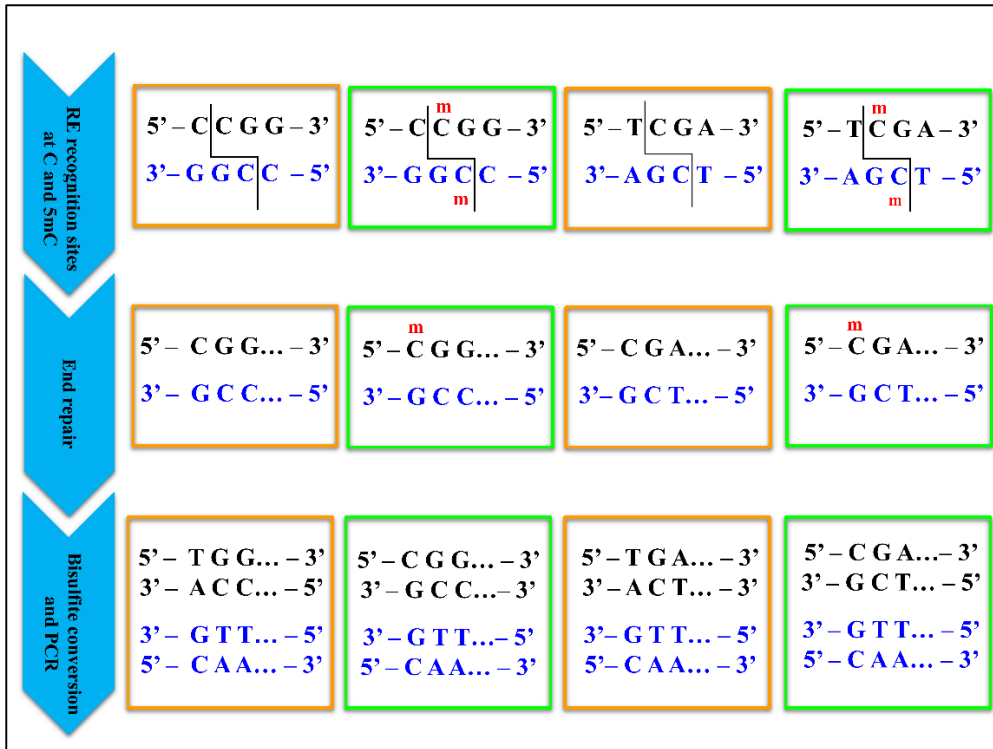 RE recognition sites
at C and 5mC
5’ – C C G G – 3’
3’ – G G C C – 5’
m
5’ – C C G G – 3’
3’ – G G C C – 5’
m
5’ – T C G A – 3’
3’ – A G C T – 5’
m
5’ – T C G A – 3’
3’ – A G C T – 5’
m
End repair
5’ – C G G... – 3’
3’ – G C C... – 5’
m
5’ – C G G... – 3’
3’ – G C C... – 5’
5’ – C G A... – 3’
3’ – G C T... – 5’
m
5’ – C G A... – 3’
3’ – G C T... – 5’
Bisulfite conversion
and PCR
5’ – T G G... – 3’
3’ – A C C... – 5’
3’ – G T T... – 5’
5’ – C A A... – 3’
5’ – C G G... – 3’
3’ – G C C... – 3’
3’ – G T T... – 5’
5’ – C A A... – 3’
5’ – T G A... – 3’
3’ – A C T... – 3’
3’ – G T T... – 5’
5’ – C A A... – 3’
5’ – C G A... – 3’
3’ – G C T... – 5’
3’ – G T T... – 5’
5’ – C A A... – 3’